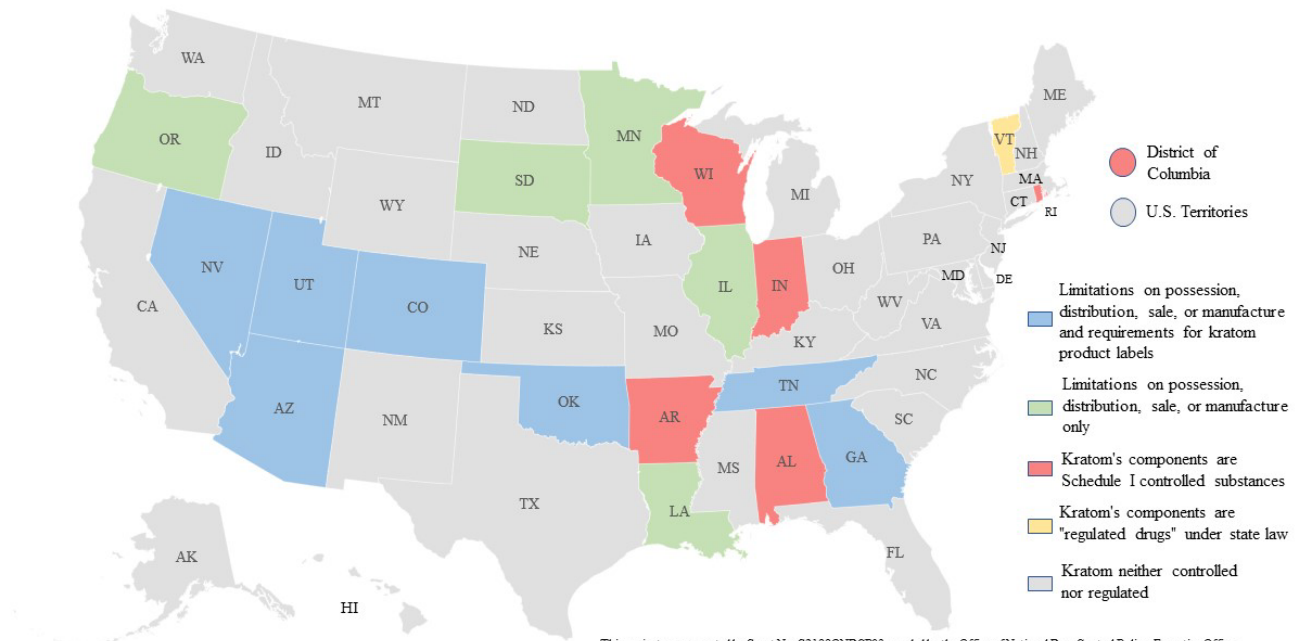 WA
MT
ND
MN
ME
OR
ID
SD
WI
VT
NH
NY
MA
MI
CT
RI
WY
IA
NE
PA
NJ
OH
MD
DE
NV
UT
IL
IN
CO
CA
WV
VA
KS
MO
KY
NC
TN
AZ
OK
NM
AR
SC
MS
AL
GA
TX
LA
AK
FL
HI
District of
Columbia
U.S. Territories
Limitations on possession,
distribution, sale, or manufacture
and requirements for kratom
product labels
Limitations on possession,
distribution, sale, or manufacture
only
Kratom's components are
Schedule I controlled substances
Kratom's components are
"regulated drugs" under state law
Kratom neither controlled
nor regulated